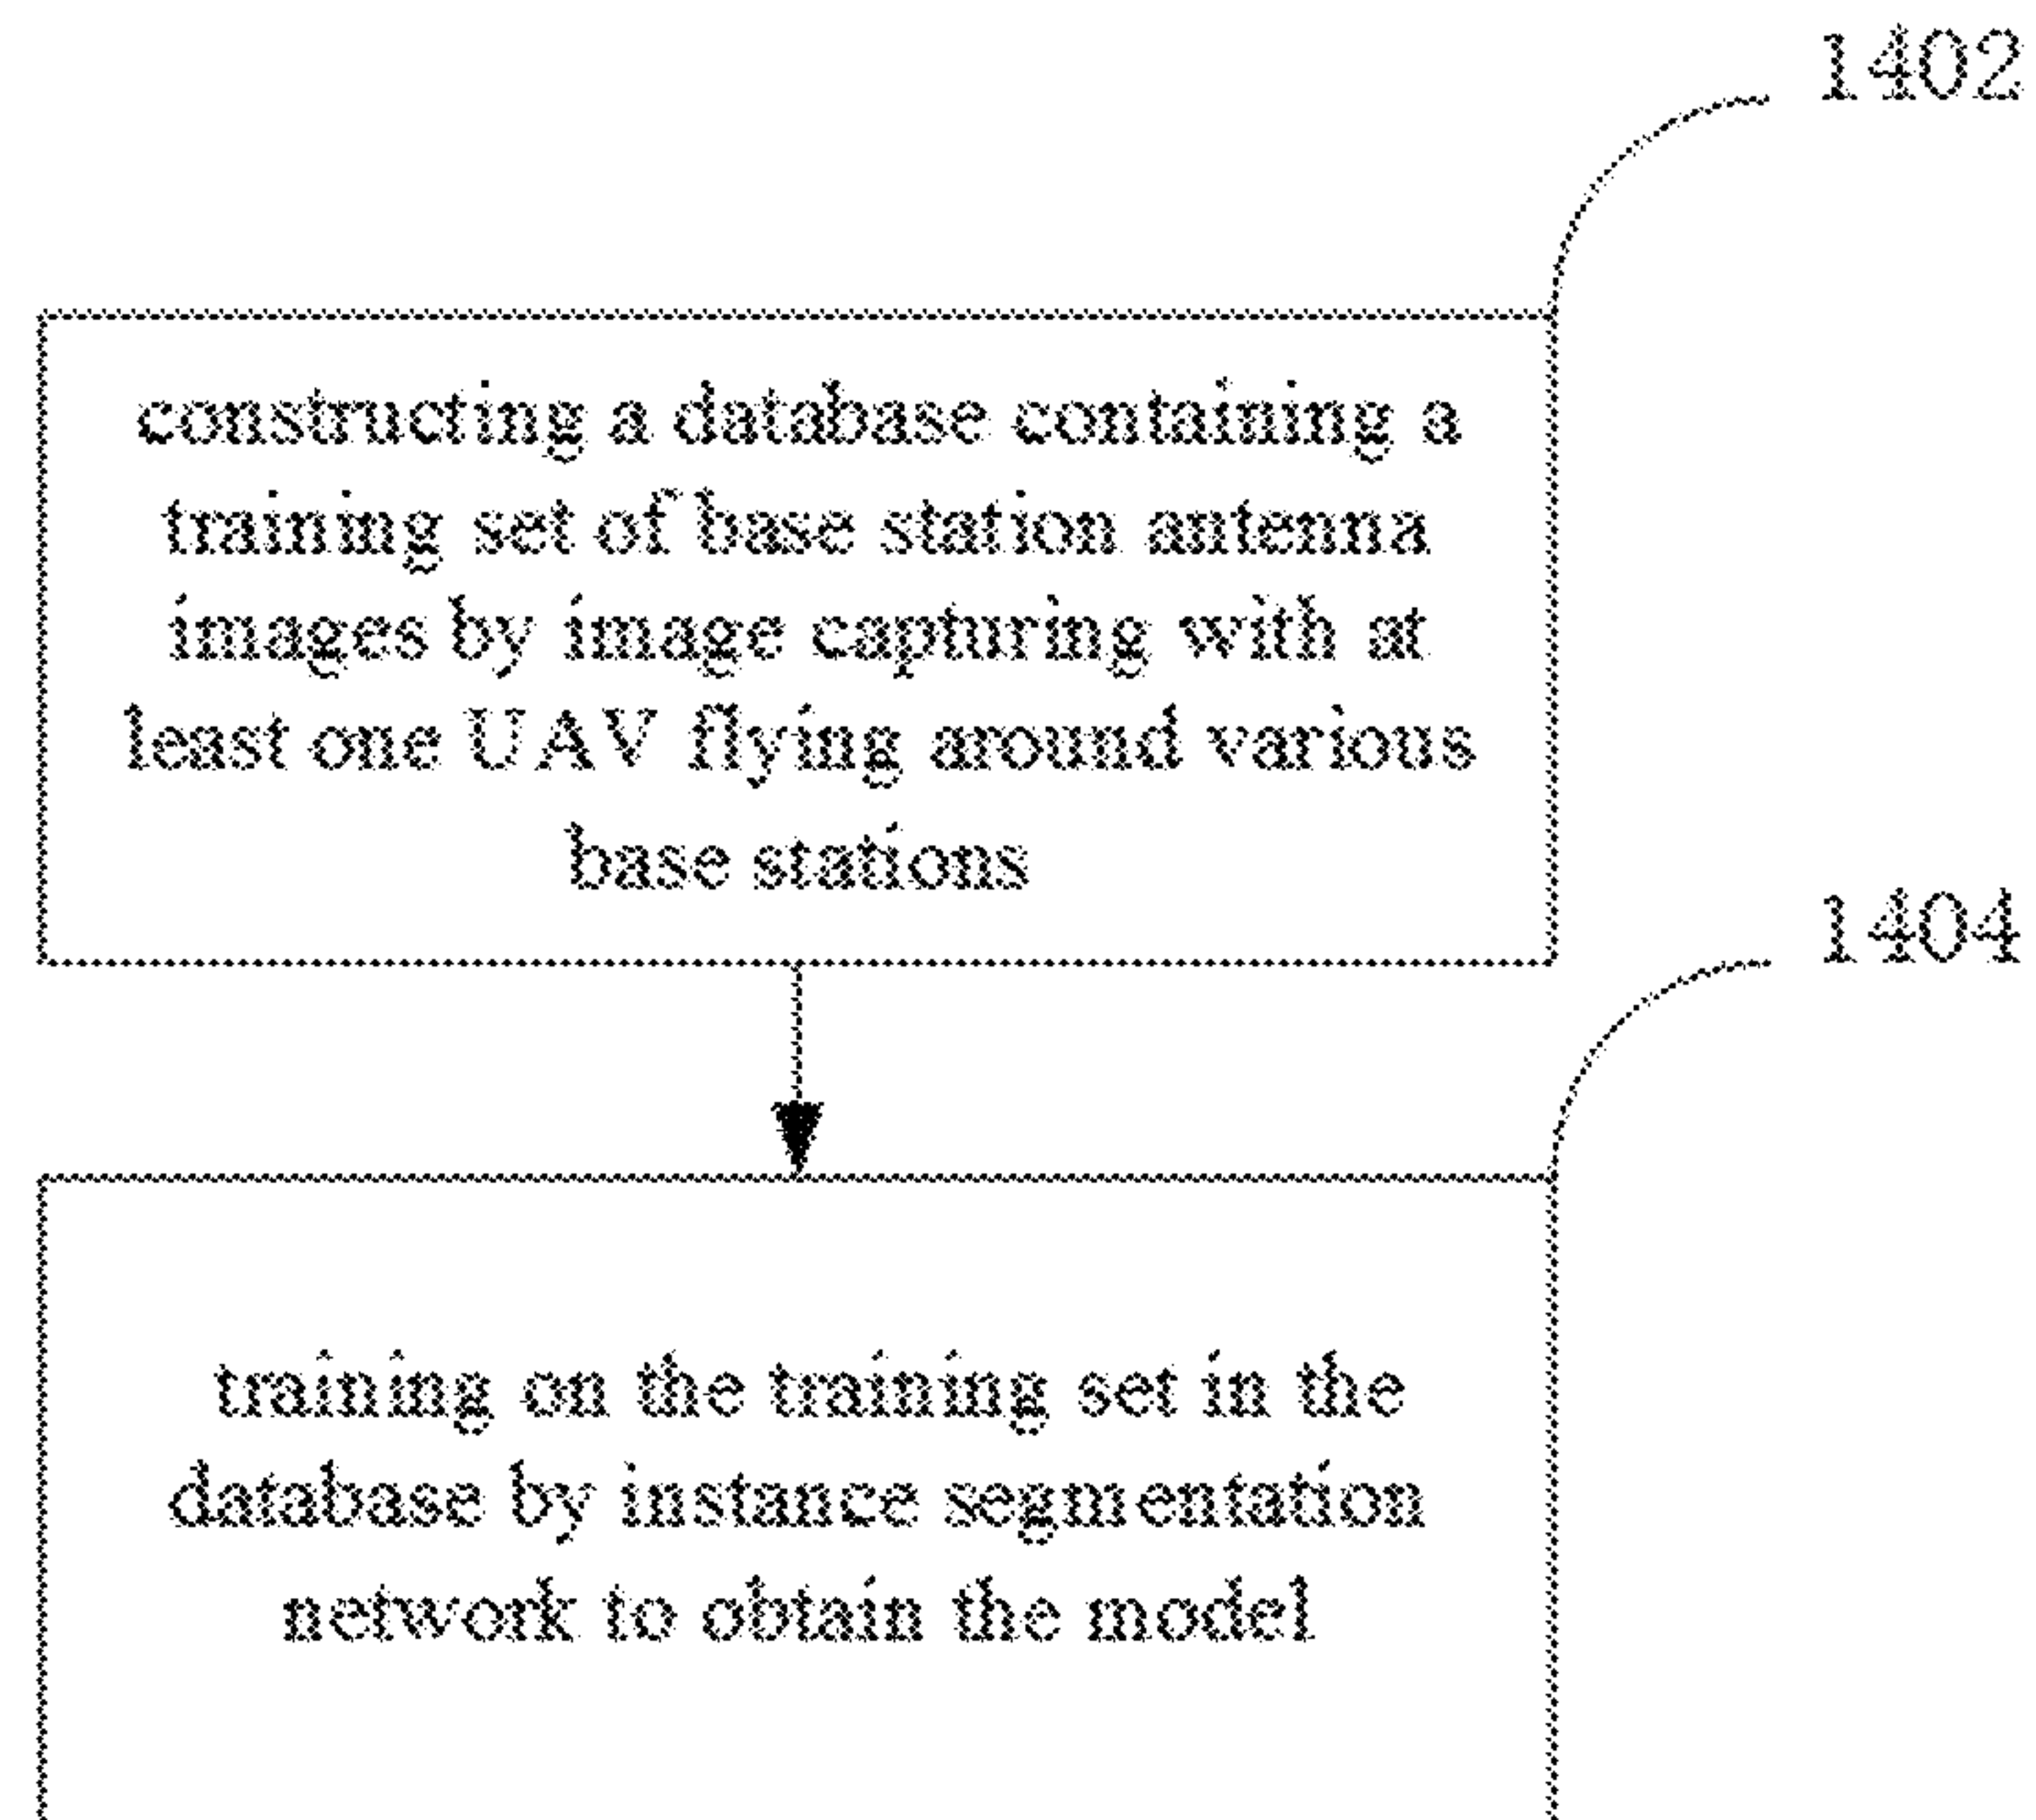 1402
constructing a database containing a
training set of base station antenna
images by image capturing with at
least one UAV flying around various
base stations
1404
training on the training set in the
database by instance segmentation
network to obtain the model